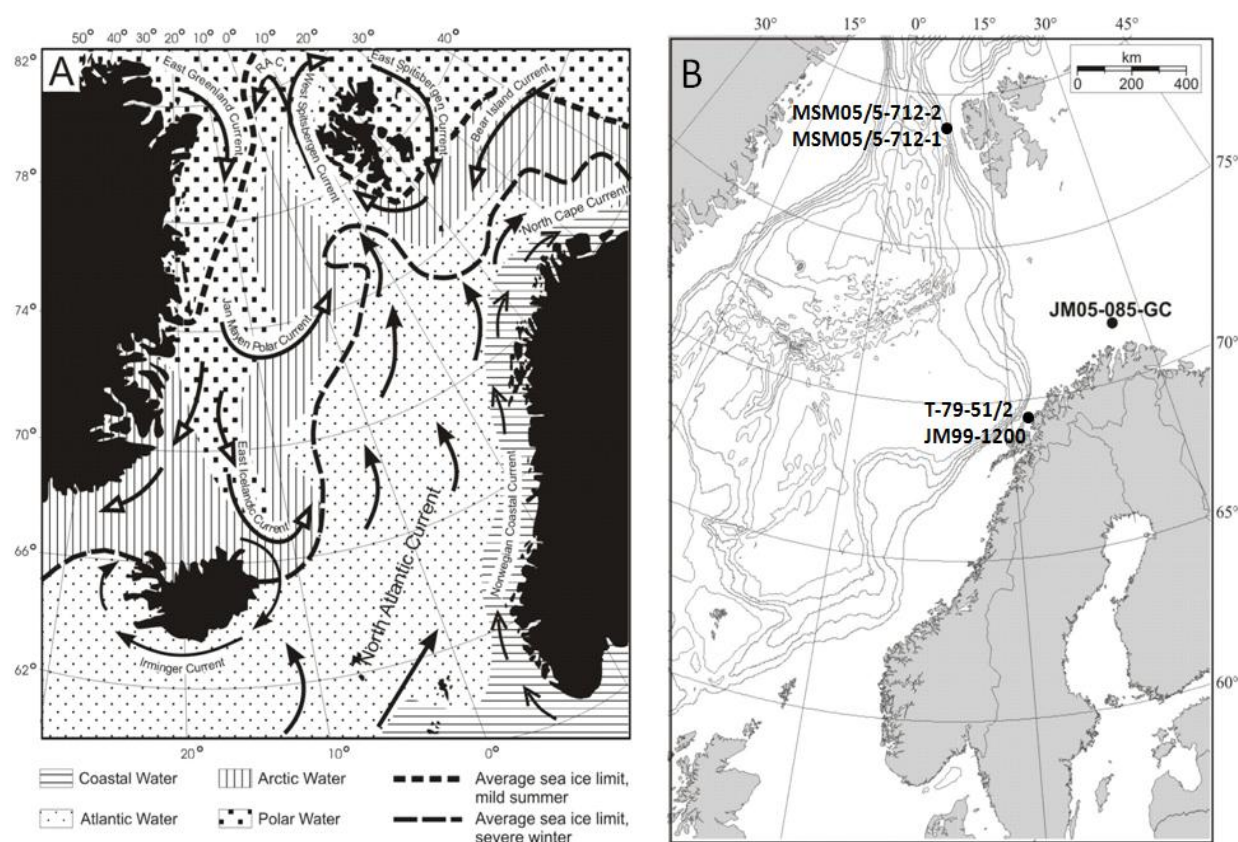 50° 40° 30° 20° 10° 0° 10° 20° 30° 40°
A
82°
78°
74°
70°
66°
62°
20° 10° 0°
East Greenland Current
R.A.C.
West Spitsbergen Current
East Spitsbergen Current
Bear Island Current
North Cape Current
Jan Mayen Polar Current
East Icelandic Current
North Atlantic Current
Norwegian Coastal Current
Irminger Current
Coastal Water
Arctic Water
Average sea ice limit,
mild summer
Atlantic Water
Polar Water
Average sea ice limit,
severe winter
30° 15° 0° 15° 30° 45°
B
km
0 200 400
MSM05/5-712-2
MSM05/5-712-1
75°
JM05-085-GC
70°
T-79-51/2
JM99-1200
65°
60°
15° 0° 15° 30°